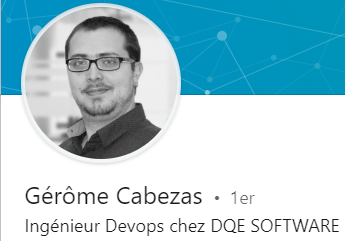 Gérôme Cabezas • 1er
Ingénieur Devops chez DQE SOFTWARE